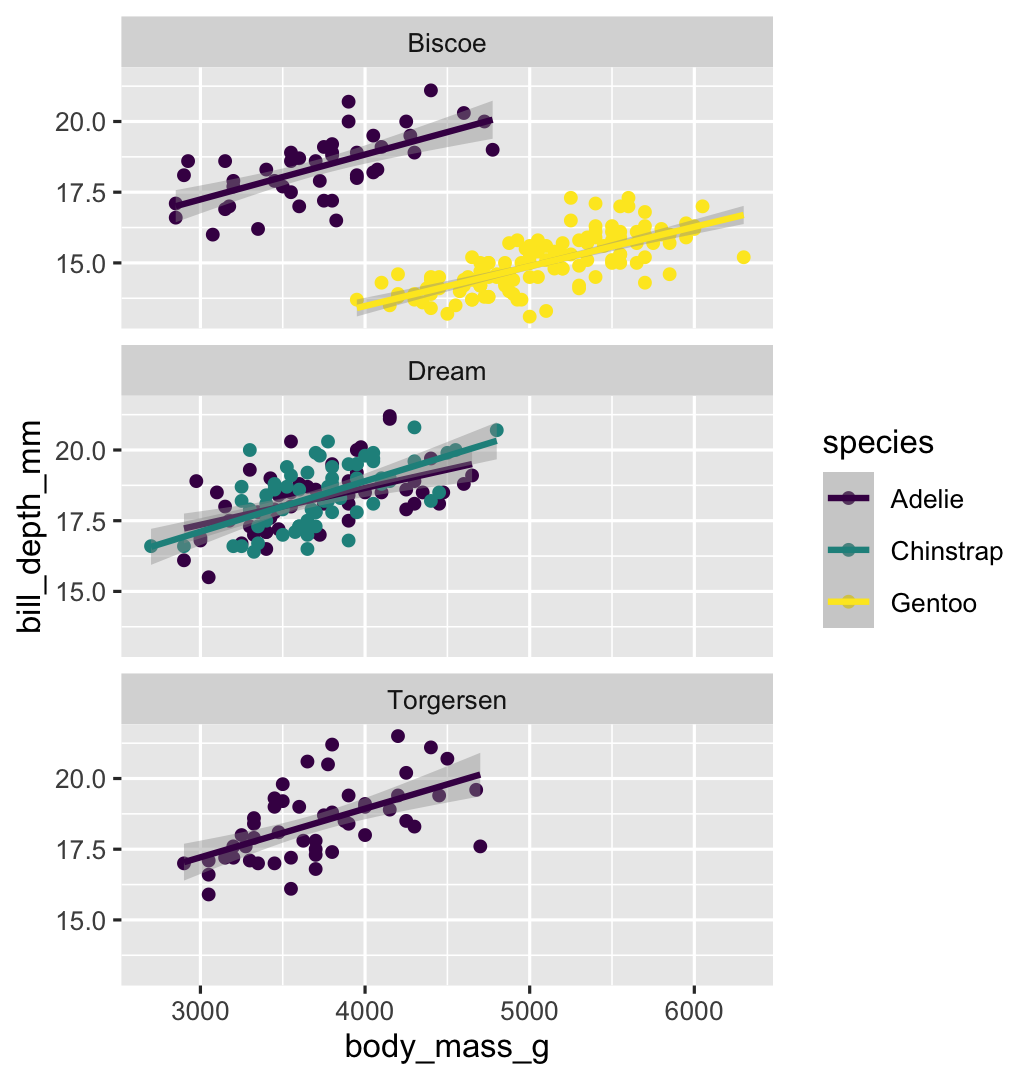 Biscoe
20.0
17.5
15.0
Dream
20.0
17.5
15.0
bill_depth_mm
Torgersen
20.0
17.5
15.0
3000 4000 5000 6000
body_mass_g
species
Adelie
Chinstrap
Gentoo